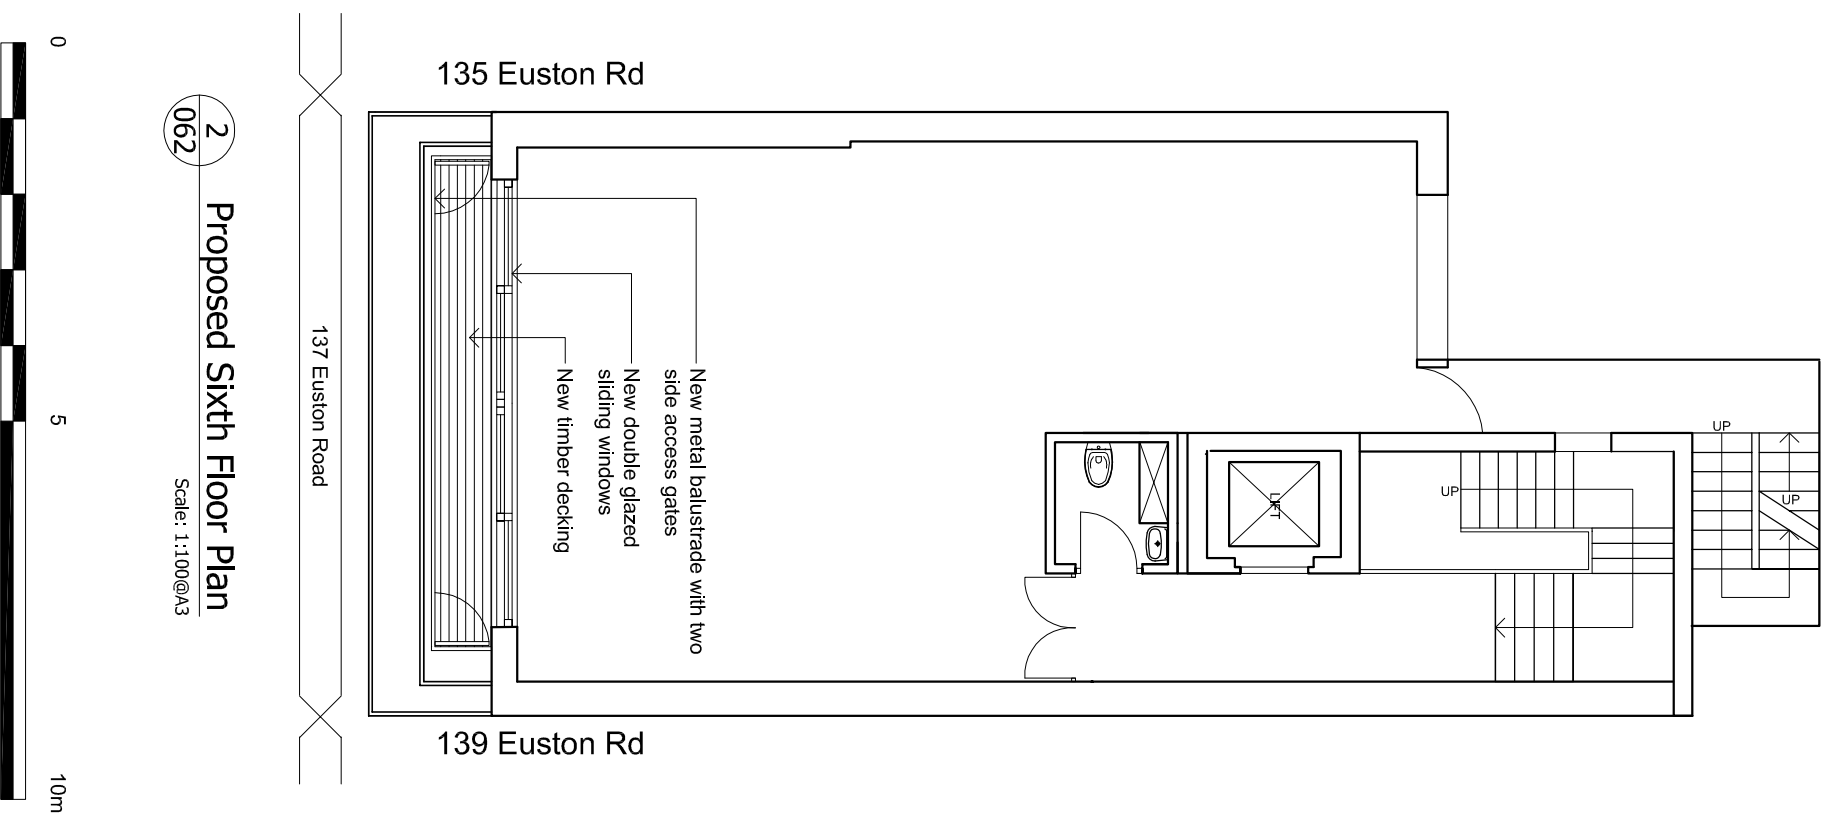 135 Euston Rd
0
5
10m
2
062
Proposed Sixth Floor Plan
Scale: 1:100@A3
137 Euston Road
New metal balustrade with two
side access gates
New double glazed
sliding windows
New timber decking
LIFT
UP
UP
UP
139 Euston Rd